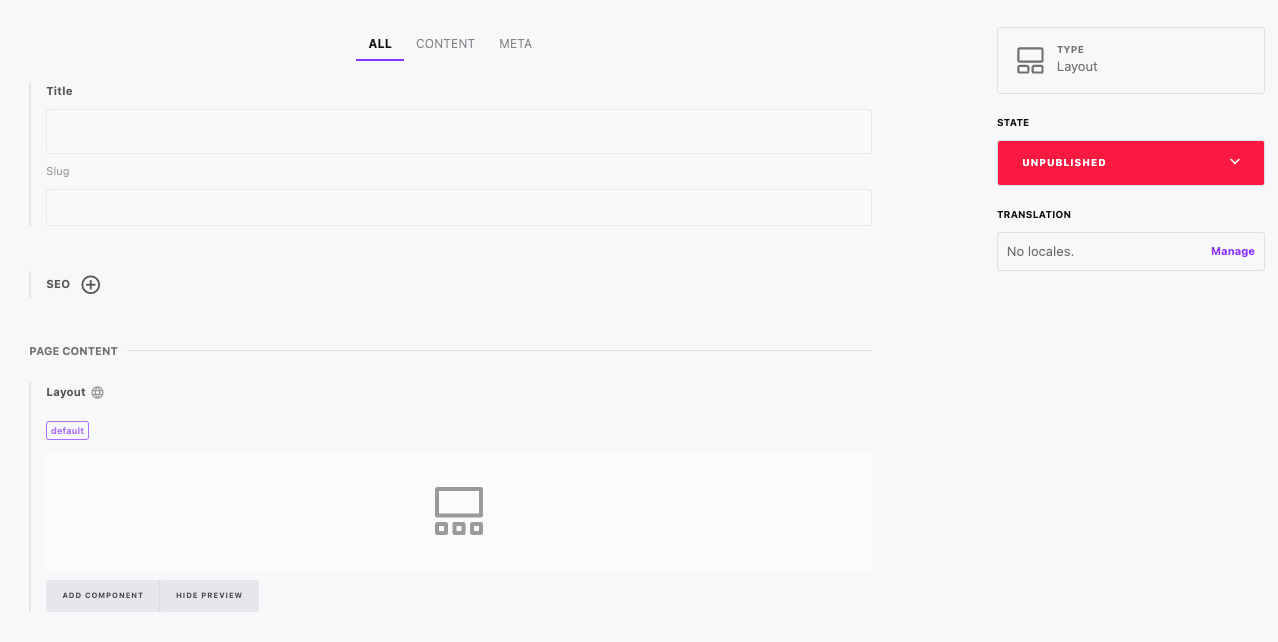 ALL CONTENT META
Title
Slug
SEO
PAGE CONTENT
Layout
default
ADD COMPONENT HIDE PREVIEW
TYPE
Layout
STATE
UNPUBLISHED
TRANSLATION
No locales. Manage